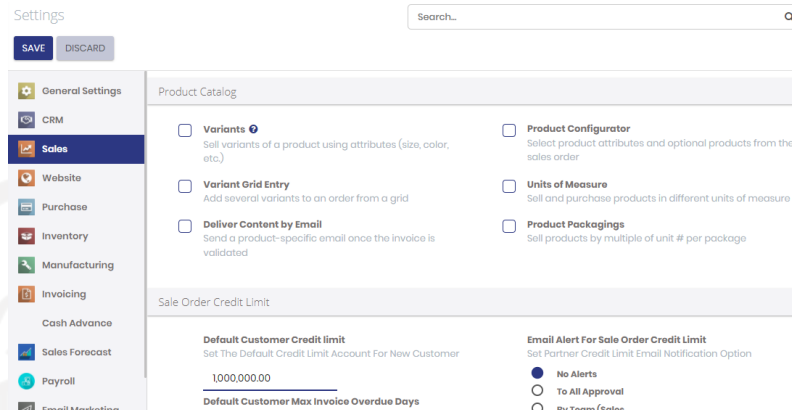 Settings
Search...
SAVE
DISCARD
General Settings
CRM
Sales
Website
Purchase
Inventory
Manufacturing
Invoicing
Cash Advance
Sales Forecast
Payroll
Email Marketing
Product Catalog
Variants
Sell variants of a product using attributes (size, color,
etc.)
Product Configurator
Select product attributes and optional products from the
sales order
Variant Grid Entry
Add several variants to an order from a grid
Units of Measure
Sell and purchase products in different units of measure
Deliver Content by Email
Send a product-specific email once the invoice is
validated
Product Packagings
Sell products by multiple of unit # per package
Sale Order Credit Limit
Default Customer Credit limit
Set The Default Credit Limit Account For New Customer
1,000,000.00
Default Customer Max Invoice Overdue Days
Email Alert For Sale Order Credit Limit
Set Partner Credit Limit Email Notification Option
No Alerts
To All Approval
By Team (Sales